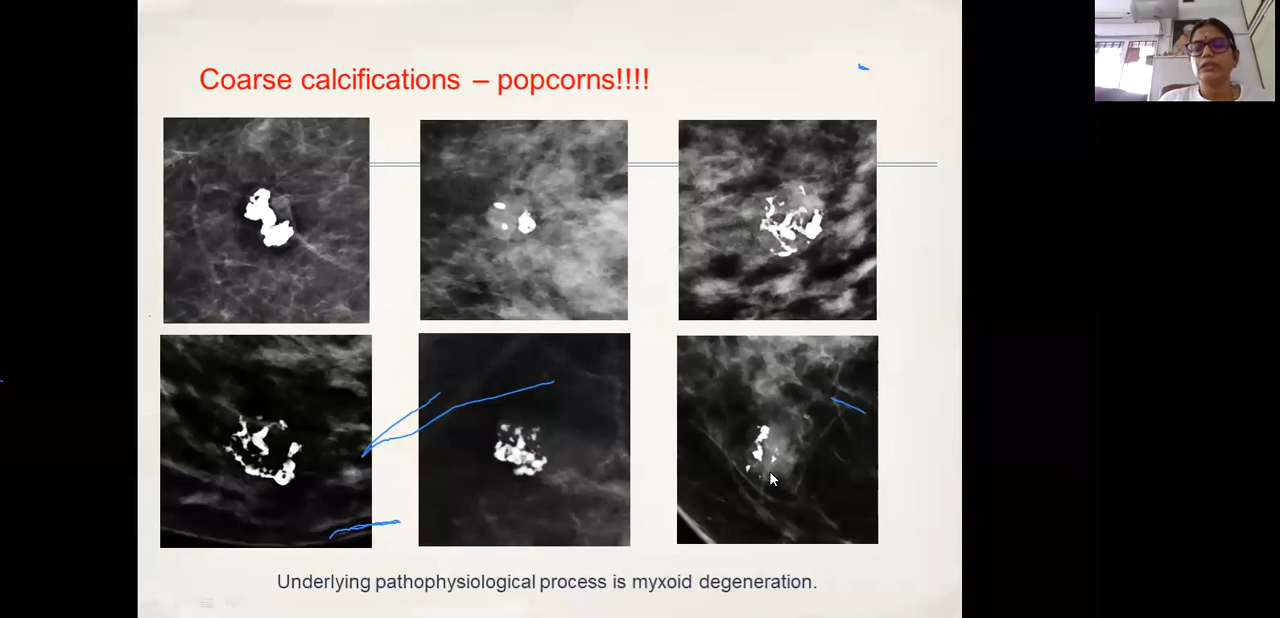 Coarse calcifications – popcorns!!!!
Underlying pathophysiological process is myxoid degeneration.